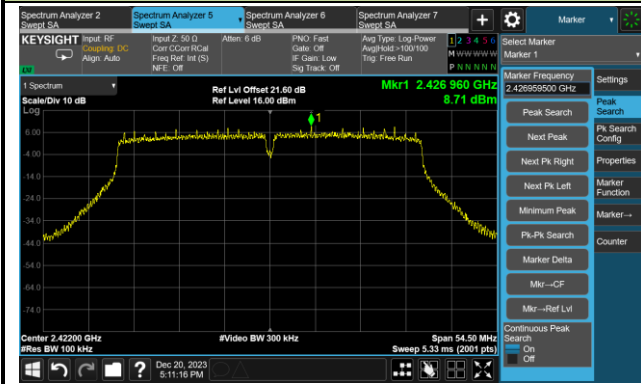 Spectrum Analyzer 2
Swept SA
Spectrum Analyzer 5
Swept SA
Spectrum Analyzer 6
Swept SA
Spectrum Analyzer 7
Swept SA
+
Marker
KEYSIGHT
Input: RF
Coupling: DC
Align: Auto
Input Z: 50 Ω
Corr CCorr RCal
Freq Ref: Int (S)
NFE: Off
Atten: 6 dB
PNO: Fast
Gate: Off
IF Gain: Low
Sig Track: Off
Avg Type: Log-Power
Avg|Hold:>100/100
Trig: Free Run
1 2 3 4 5 6
M W W W W W
P N N N N N
LXI
Select Marker
Marker 1
1 Spectrum
Scale/Div 10 dB
Log
Ref Lvl Offset 21.60 dB
Ref Level 16.00 dBm
Mkr1 2.426 960 GHz
8.71 dBm
1
6.00
-4.00
-14.0
-24.0
-34.0
-44.0
-54.0
-64.0
-74.0
Center 2.42200 GHz
#Res BW 100 kHz
#Video BW 300 kHz
Span 54.50 MHz
Sweep 5.33 ms (2001 pts)
Marker Frequency
2.426959500 GHz
Peak Search
Next Peak
Next Pk Right
Next Pk Left
Minimum Peak
Pk-Pk Search
Marker Delta
Mkr→CF
Mkr→Ref Lvl
Continuous Peak
Search
On
Off
Settings
Peak
Search
Pk Search
Config
Properties
Marker
Function
Marker→
Counter
?
Dec 20, 2023
5:11:16 PM